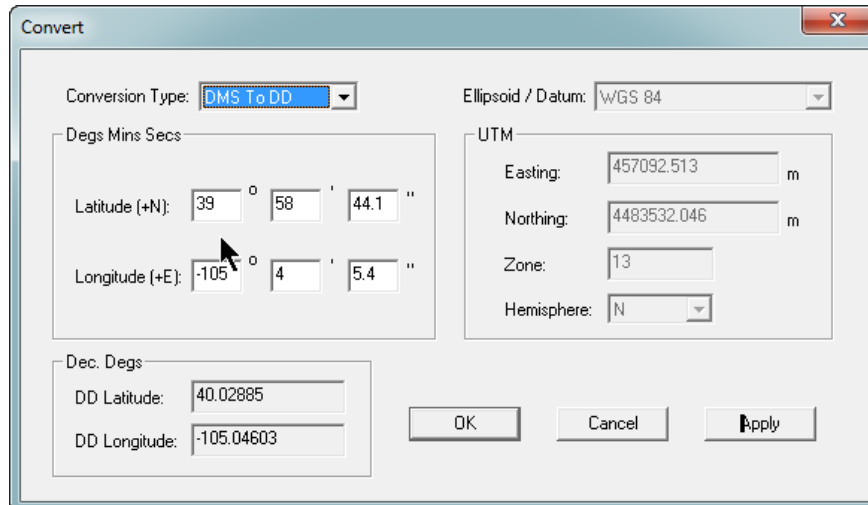 Convert
Conversion Type: DMS To DD
Ellipsoid / Datum: WGS 84
Degs Mins Secs
Latitude (+N): 39 º 58 ' 44.1 "
Longitude (+E): -105 º 4 ' 5.4 "
UTM
Easting: 457092.513 m
Northing: 4483532.046 m
Zone: 13
Hemisphere: N
Dec. Degs
DD Latitude: 40.02885
DD Longitude: -105.04603
OK Cancel Apply